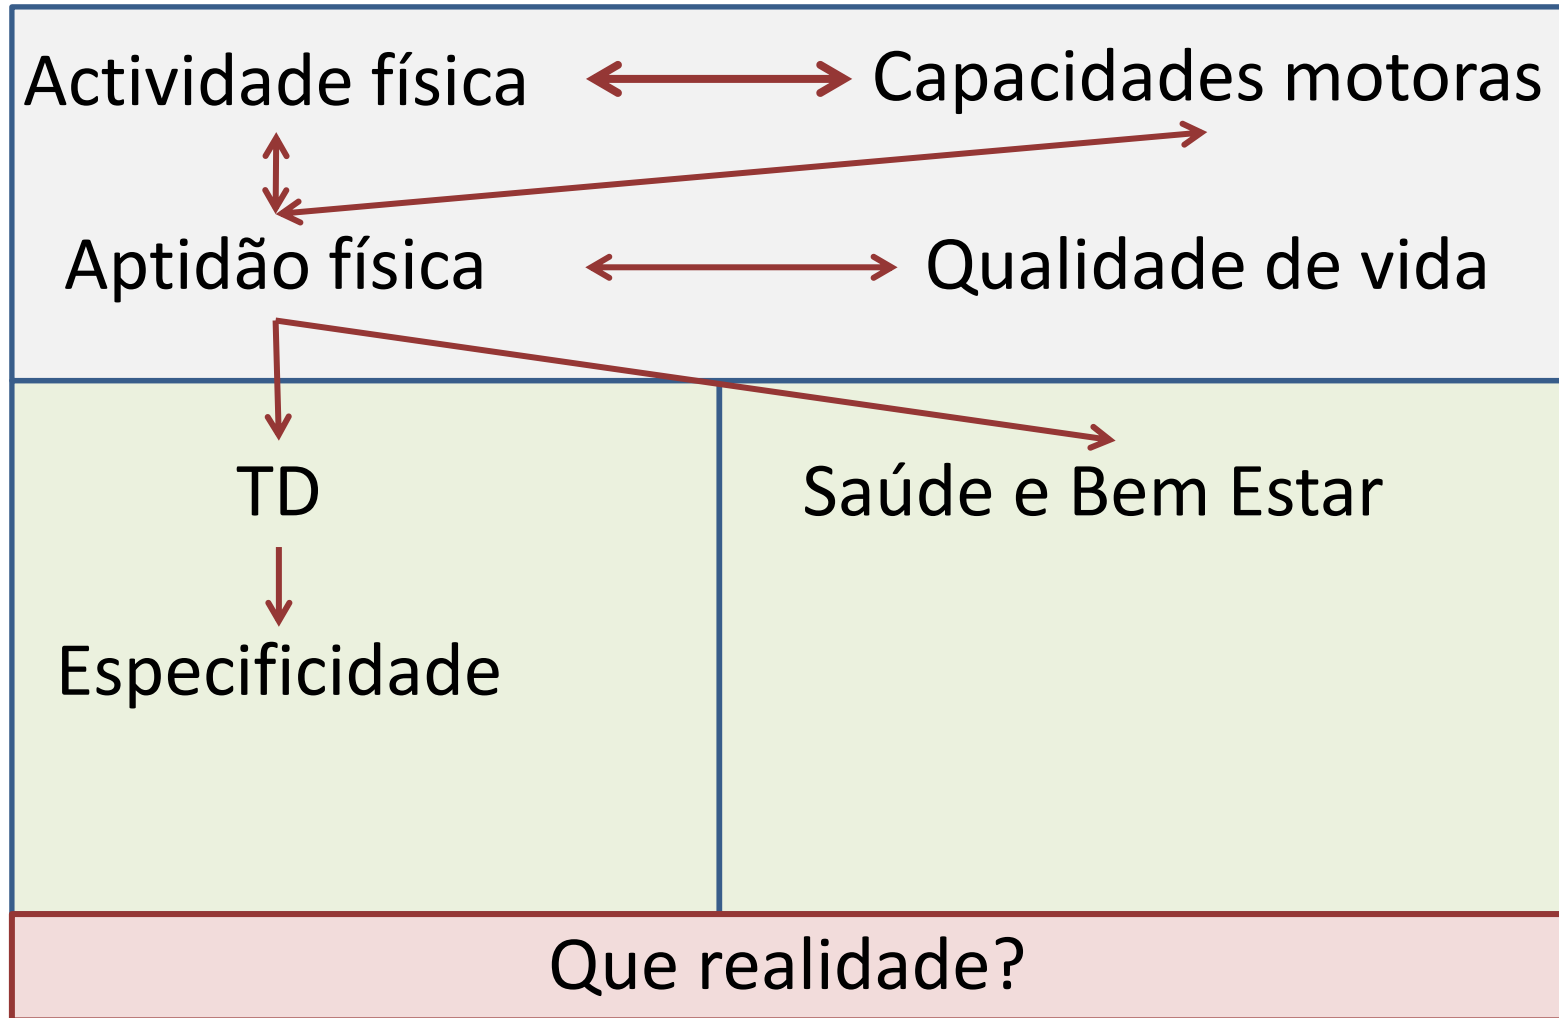 Actividade física
Capacidades motoras
Aptidão física
Qualidade de vida
TD
Saúde e Bem Estar
Especificidade
Que realidade?